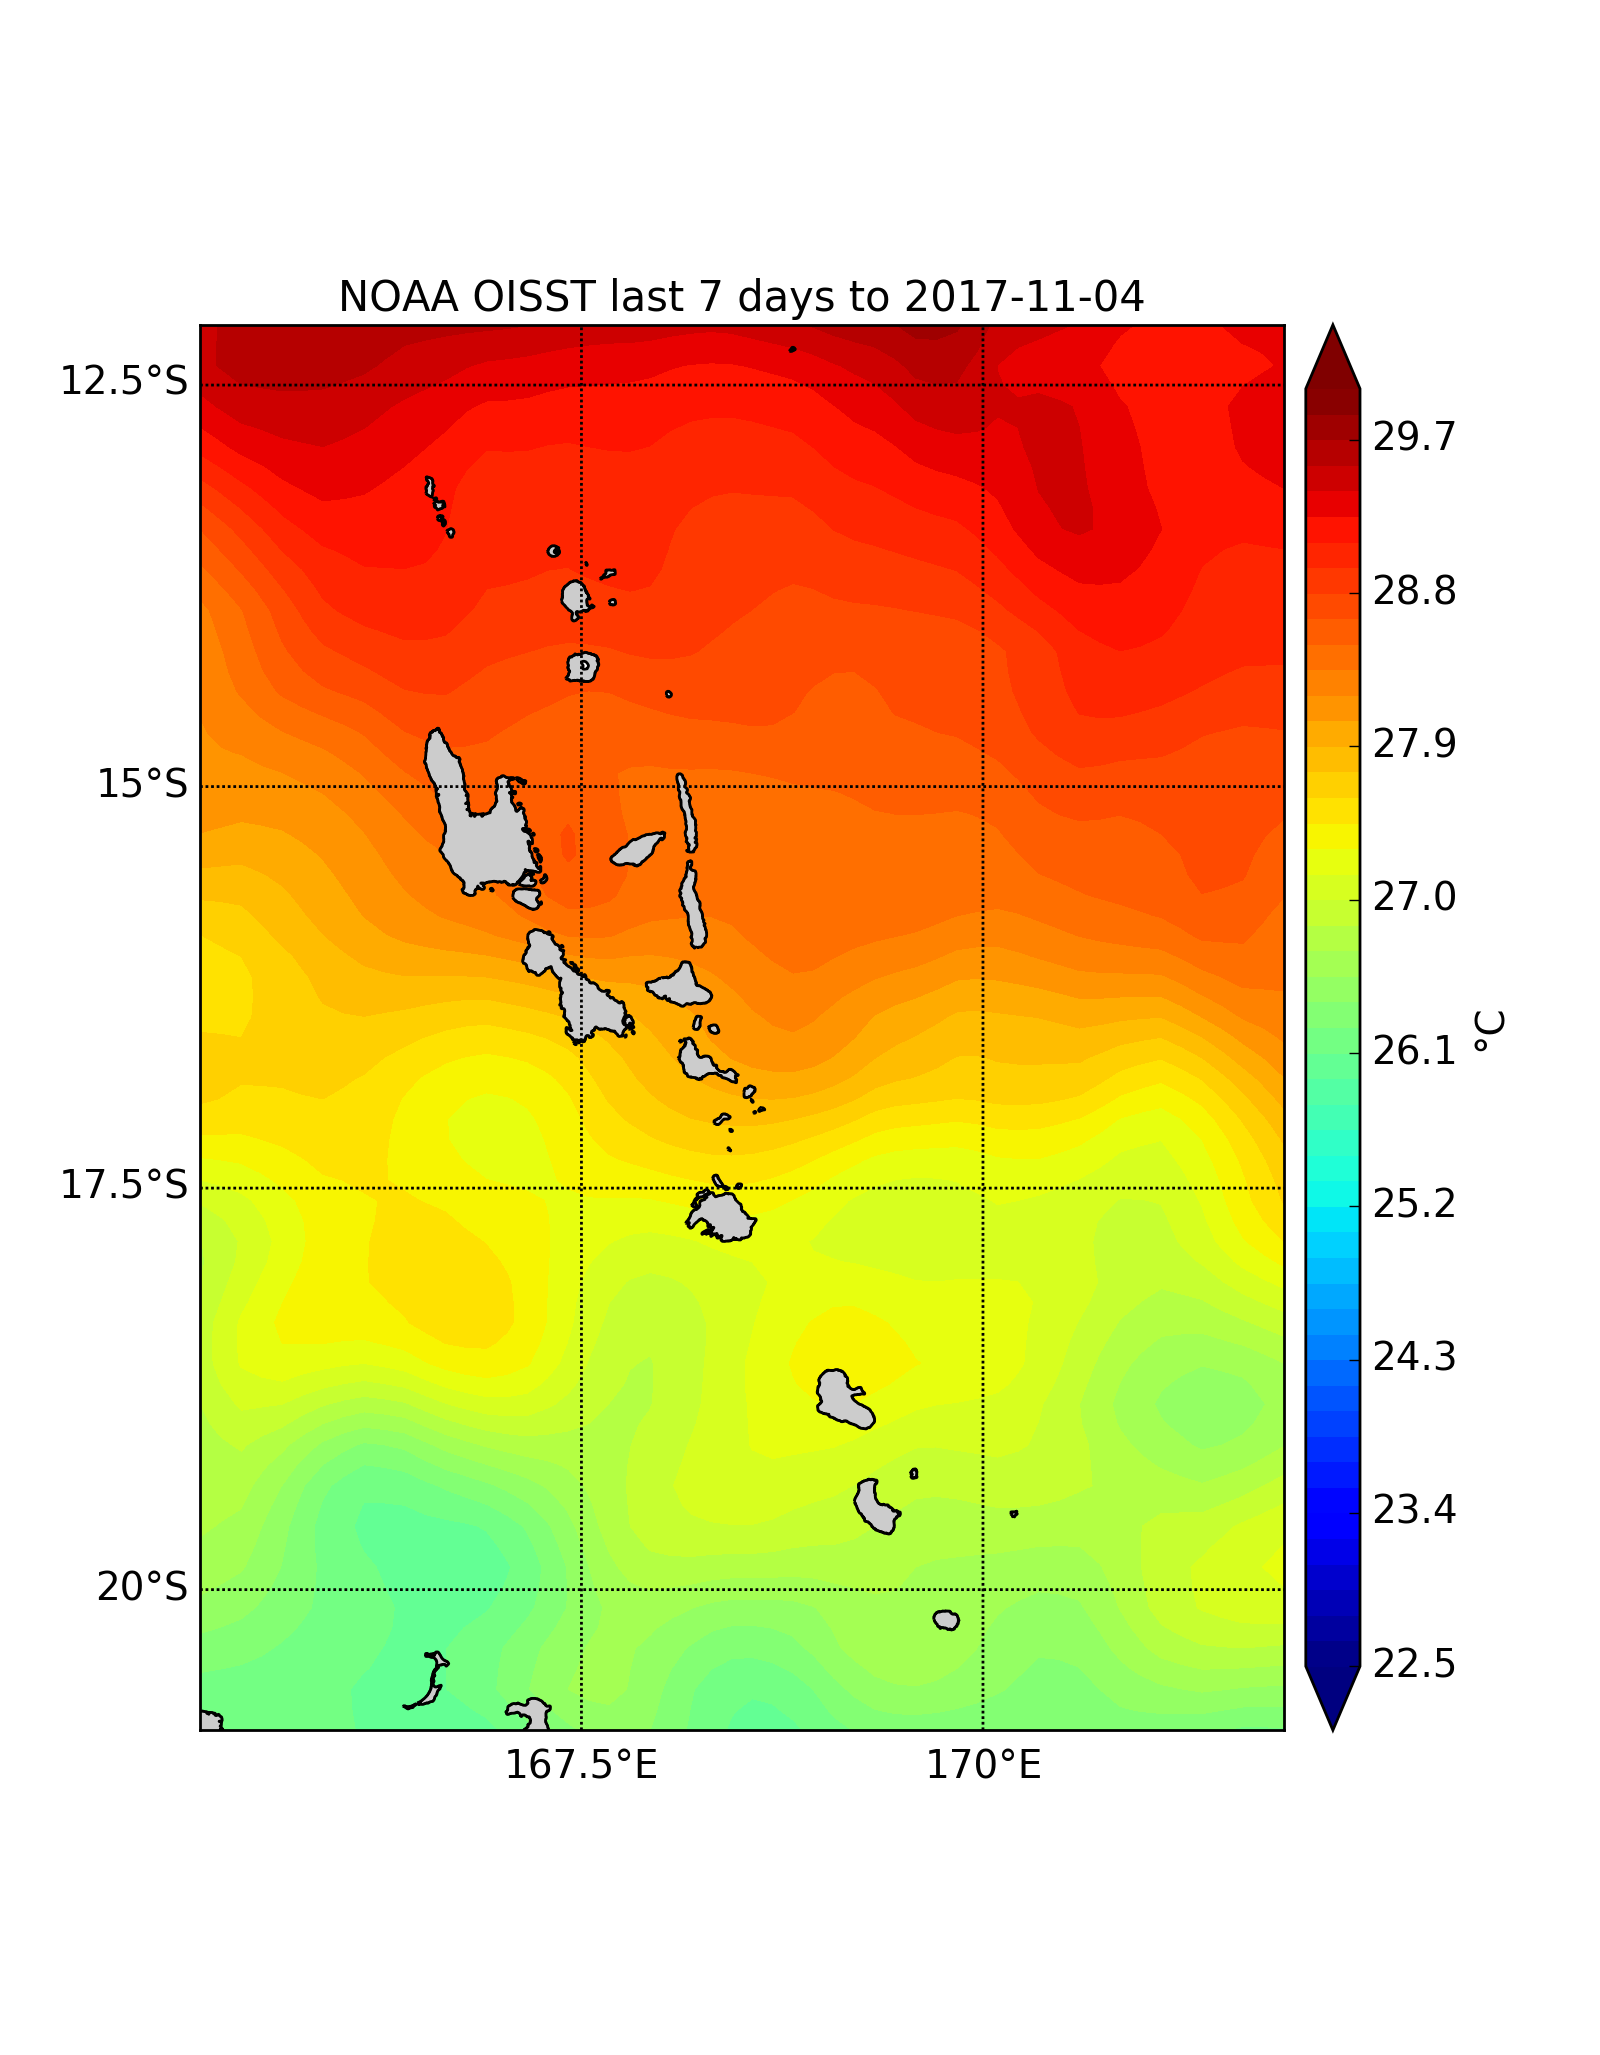 NOAA OISST last 7 days to 2017-11-04
12.5°S
15°S
17.5°S
20°S
167.5°E
170°E
29.7
28.8
27.9
27.0
26.1
25.2
24.3
23.4
22.5
°C